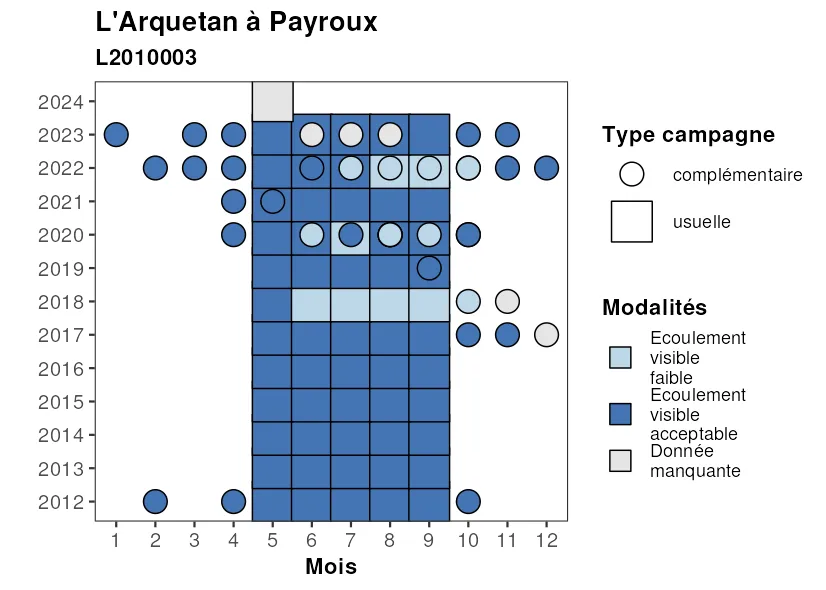 L'Arquetan à Payroux
L2010003
2024
2023
2022
2021
2020
2019
2018
2017
2016
2015
2014
2013
2012
1 2 3 4 5 6 7 8 9 10 11 12
Mois
Type campagne
complémentaire
usuelle
Modalités
Ecoulement
visible
faible
Ecoulement
visible
acceptable
Donnée
manquante